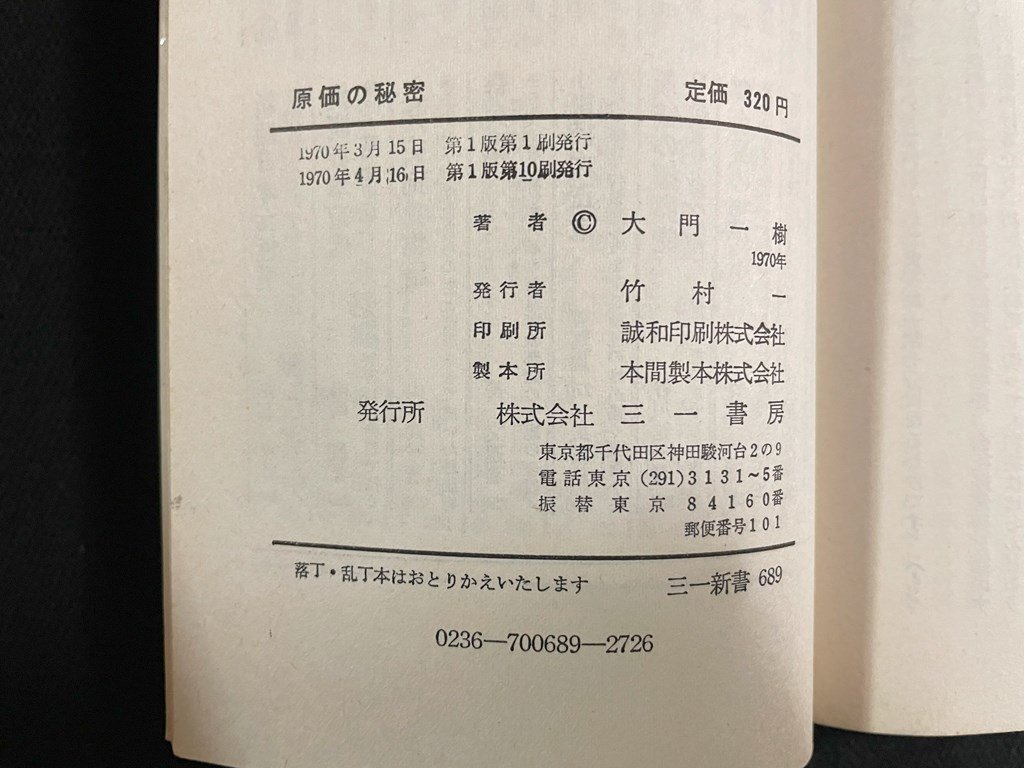 原価の秘密 定価 320円
1970年3月15日 第1版第1刷発行
1970年4月16日 第1版第10刷発行
著者 © 大門一樹
1970年
発行者 竹村一
印刷所 誠和印刷株式会社
製本所 本間製本株式会社
発行所 株式会社 三一書房
東京都千代田区神田駿河台2の9
電話東京(291)3131~5番
振替東京 84160番
郵便番号101
落丁・乱丁本はおとりかえいたします 三一新書 689
0236—700689—2726